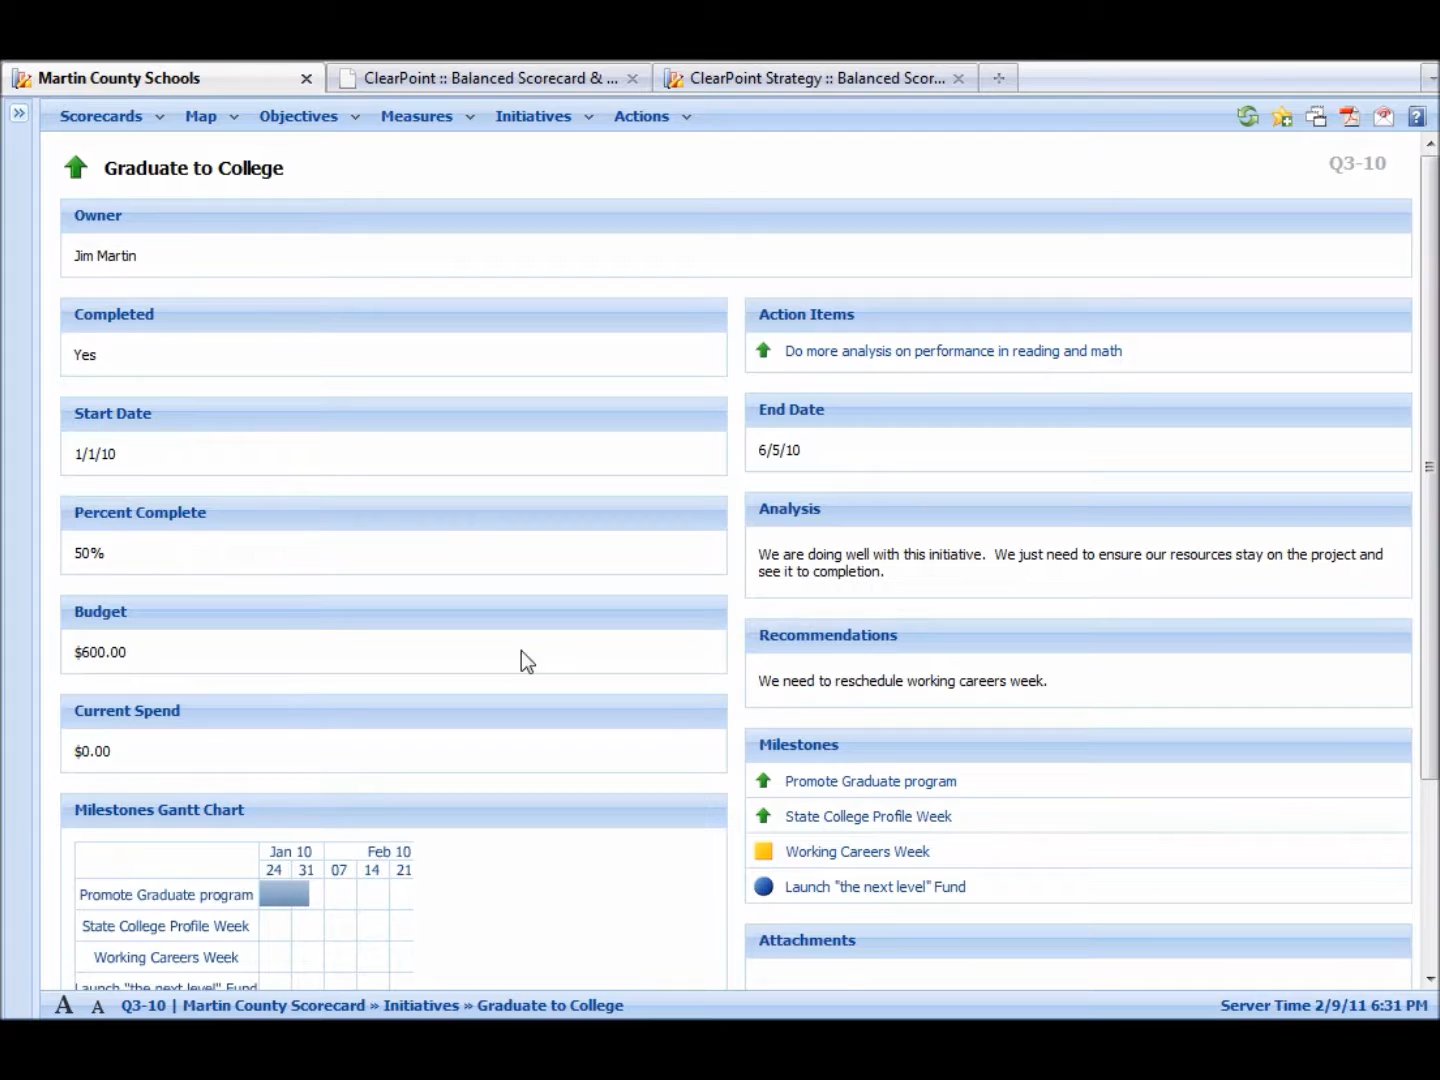 Martin County Schools
ClearPoint :: Balanced Scorecard & ...
ClearPoint Strategy :: Balanced Scor...
Scorecards Map Objectives Measures Initiatives Actions
Graduate to College
Q3-10
Owner
Jim Martin
Completed
Yes
Action Items
Do more analysis on performance in reading and math
Start Date
1/1/10
End Date
6/5/10
Percent Complete
50%
Analysis
We are doing well with this initiative. We just need to ensure our resources stay on the project and
see it to completion.
Budget
$600.00
Recommendations
We need to reschedule working careers week.
Current Spend
$0.00
Milestones
Promote Graduate program
State College Profile Week
Working Careers Week
Launch "the next level" Fund
Milestones Gantt Chart
Jan 10 Feb 10
24 31 07 14 21
Promote Graduate program
State College Profile Week
Working Careers Week
Launch "the next level" Fund
Attachments
A A Q3-10 | Martin County Scorecard » Initiatives » Graduate to College
Server Time 2/9/11 6:31 PM